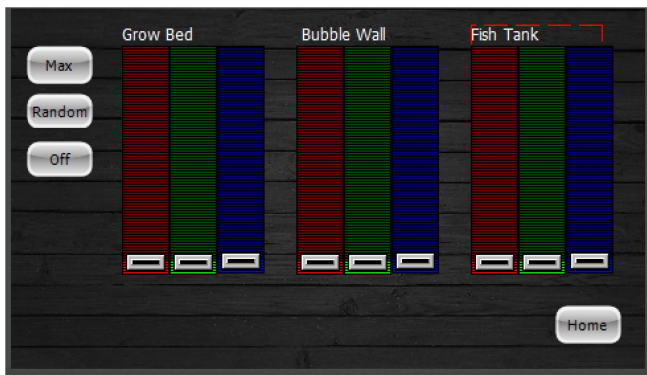 Grow Bed
Bubble Wall
Fish Tank
Max
Random
Off
Home